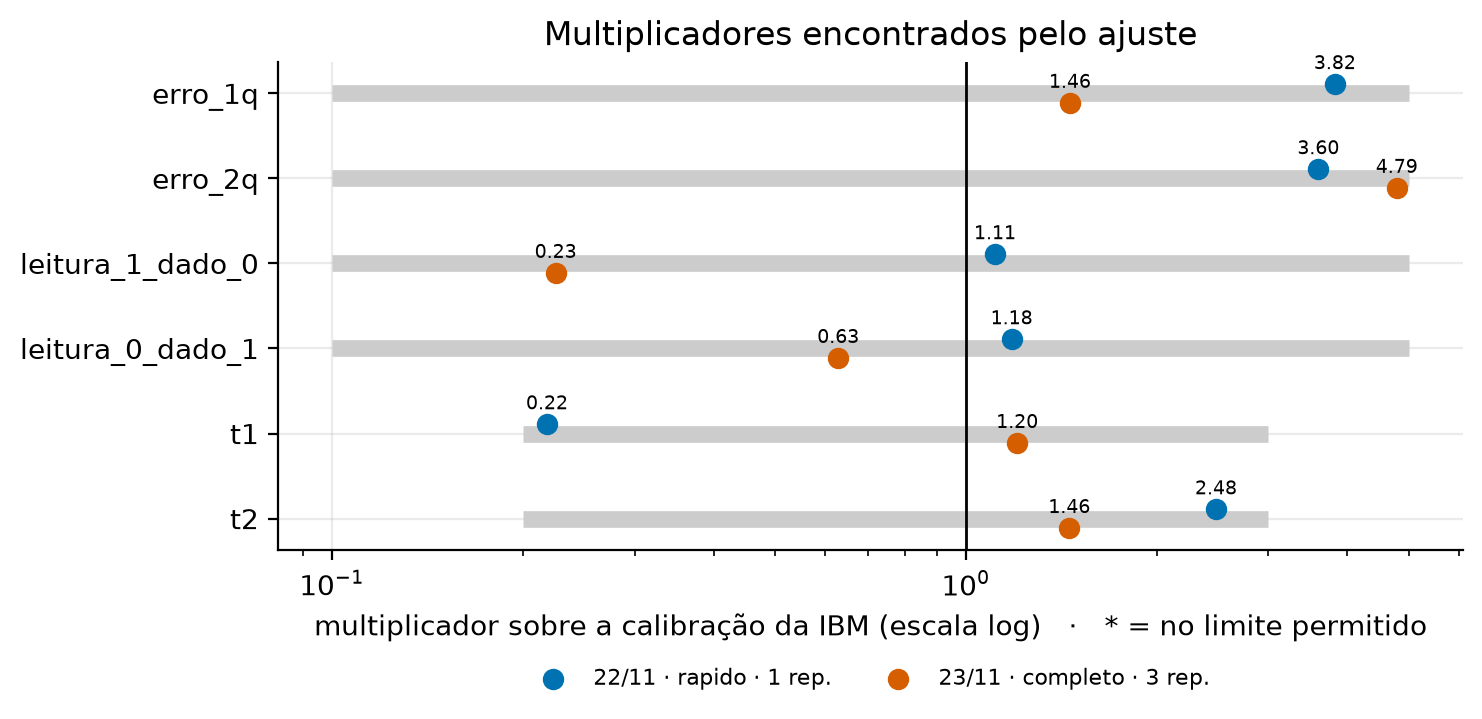 Multiplicadores encontrados pelo ajuste
3.82
erro_1q
1.46
3.60
erro_2q
4.79
1.11
leitura_1_dado_0
0.23
1.18
leitura_0_dado_1
0.63
0.22
t1
1.20
2.48
t2
1.46
10⁻¹ 10⁰
multiplicador sobre a calibração da IBM (escala log) · * = no limite permitido
22/11 · rapido · 1 rep. 23/11 · completo · 3 rep.